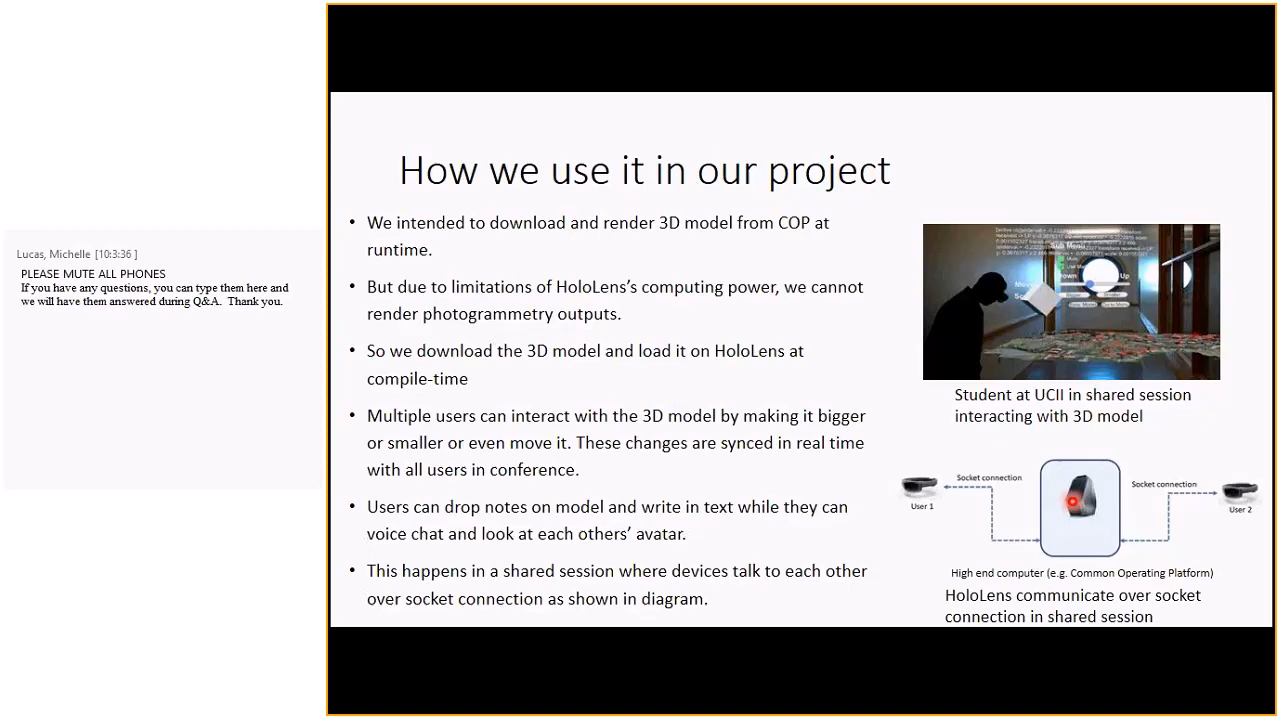 Lucas, Michelle [10:3:36 ]
PLEASE MUTE ALL PHONES
If you have any questions, you can type them here and
we will have them answered during Q&A.  Thank you.
How we use it in our project
• We intended to download and render 3D model from COP at
runtime.
• But due to limitations of HoloLens’s computing power, we cannot
render photogrammetry outputs.
• So we download the 3D model and load it on HoloLens at
compile-time
• Multiple users can interact with the 3D model by making it bigger
or smaller or even move it. These changes are synced in real time
with all users in conference.
• Users can drop notes on model and write in text while they can
voice chat and look at each others’ avatar.
• This happens in a shared session where devices talk to each other
over socket connection as shown in diagram.
Sub Menu
Mute
Down
Up
Bigger
Smaller
Student at UCII in shared session
interacting with 3D model
Socket connection
Socket connection
User 1
User 2
High end computer (e.g. Common Operating Platform)
HoloLens communicate over socket
connection in shared session